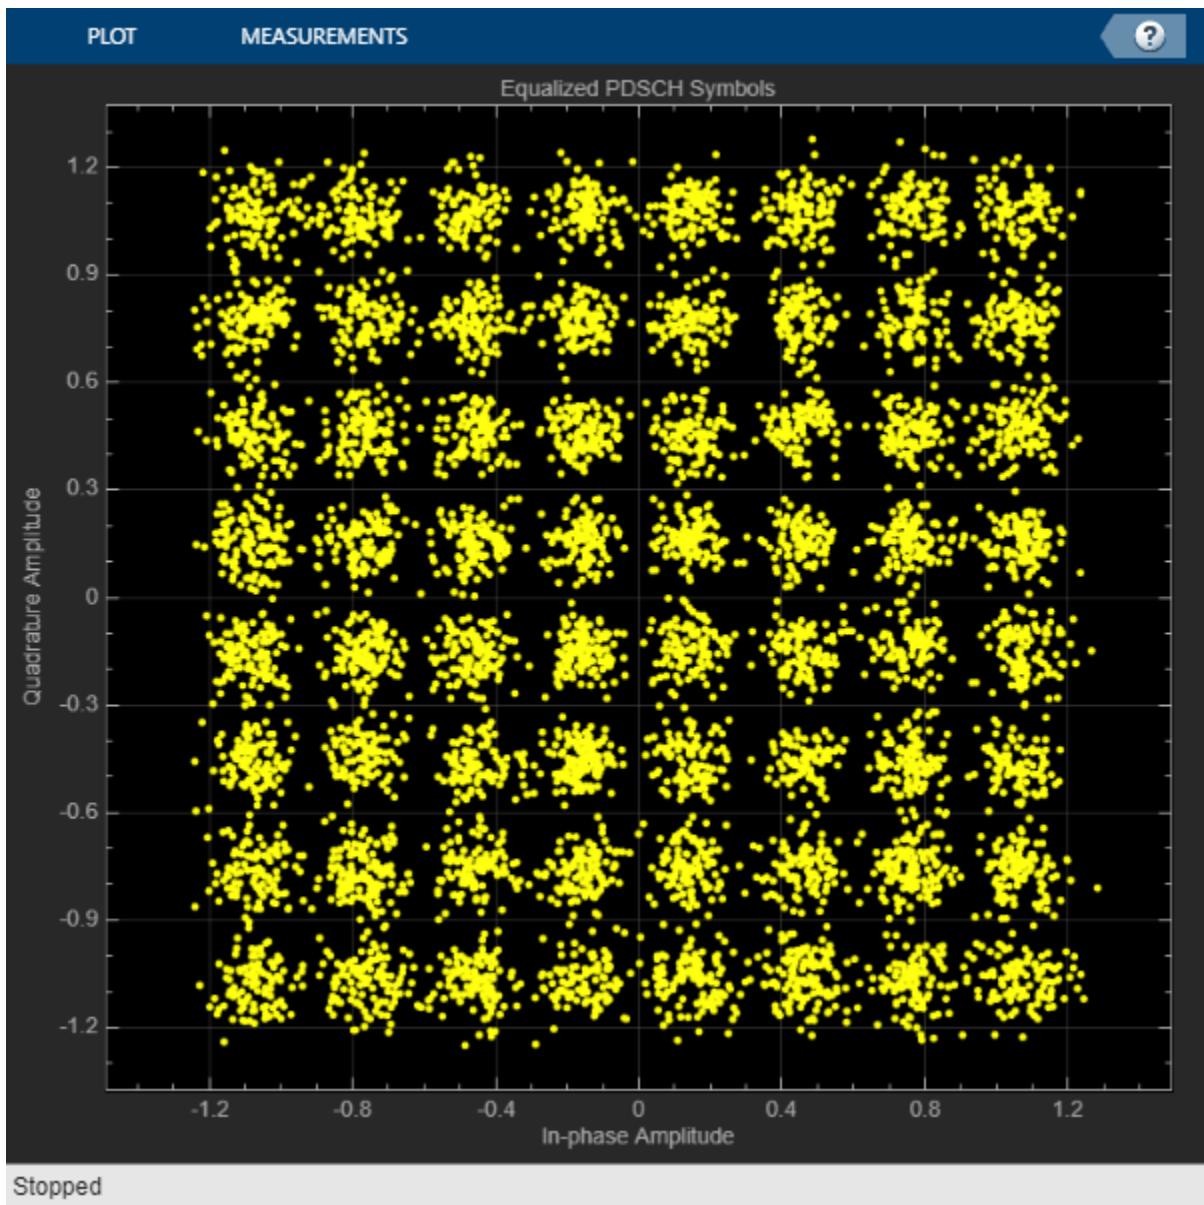 PLOT MEASUREMENTS ?
Equalized PDSCH Symbols
1.2
0.9
0.6
0.3
0
-0.3
-0.6
-0.9
-1.2
Quadrature Amplitude
-1.2 -0.8 -0.4 0 0.4 0.8 1.2
In-phase Amplitude
Stopped